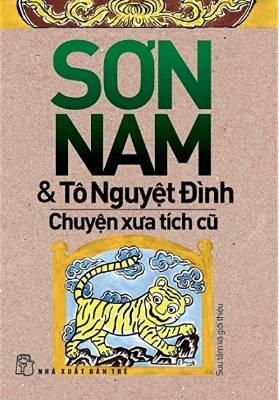 SƠN
NAM
& Tô Nguyệt Đình
Chuyện xưa tích cũ
Sưu tầm và giới thiệu
NHÀ XUẤT BẢN TRẺ